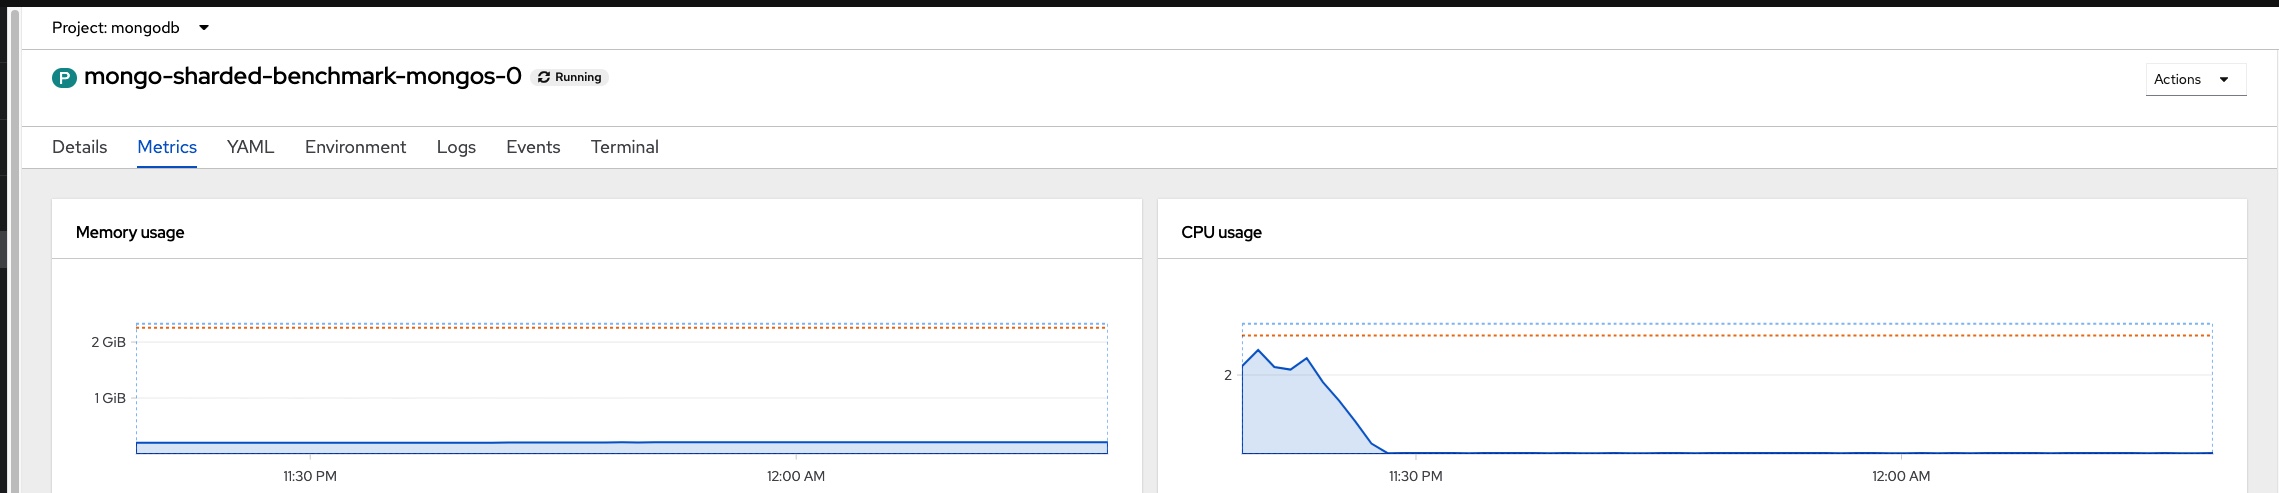 Project: mongodb
P mongo-sharded-benchmark-mongos-0 Running
Actions
Details Metrics YAML Environment Logs Events Terminal
Memory usage
2 GiB
1 GiB
11:30 PM 12:00 AM
CPU usage
2
11:30 PM 12:00 AM